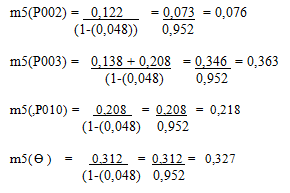 m5(P002) = 0,122 = 0,073 = 0,076
(1-(0,048)) 0,952
m5(P003) = 0,138 + 0,208 = 0,346 = 0,363
(1-(0,048) 0,952
m5(,P010) = 0.208 = 0,208 = 0,218
(1-(0,048) 0,952
m5(Ө ) = 0.312 = 0.312 = 0,327
(1-(0,048) 0,952